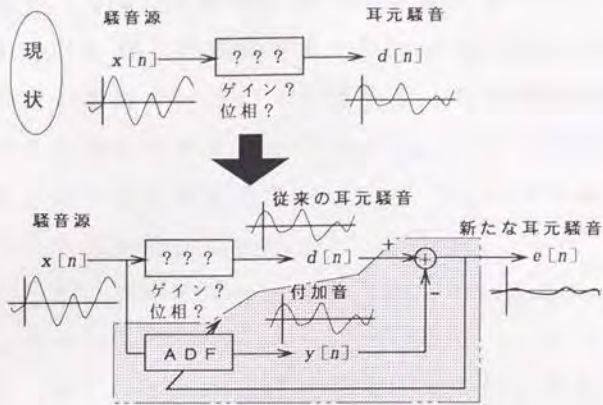 現状
騒音源
耳元騒音
x[n]
???
d[n]
ゲイン?
位相?
従来の耳元騒音
騒音源
新たな耳元騒音
x[n]
???
d[n]
+
+
e[n]
ゲイン?
位相?
付加音
−
ADF
y[n]